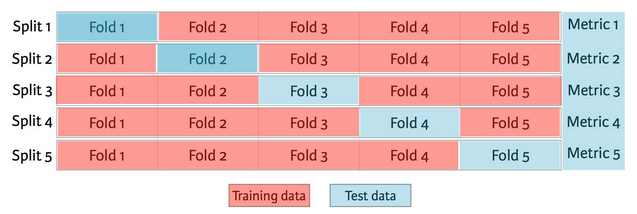 Split 1 Fold 1 Fold 2 Fold 3 Fold 4 Fold 5 Metric 1
Split 2 Fold 1 Fold 2 Fold 3 Fold 4 Fold 5 Metric 2
Split 3 Fold 1 Fold 2 Fold 3 Fold 4 Fold 5 Metric 3
Split 4 Fold 1 Fold 2 Fold 3 Fold 4 Fold 5 Metric 4
Split 5 Fold 1 Fold 2 Fold 3 Fold 4 Fold 5 Metric 5
Training data Test data